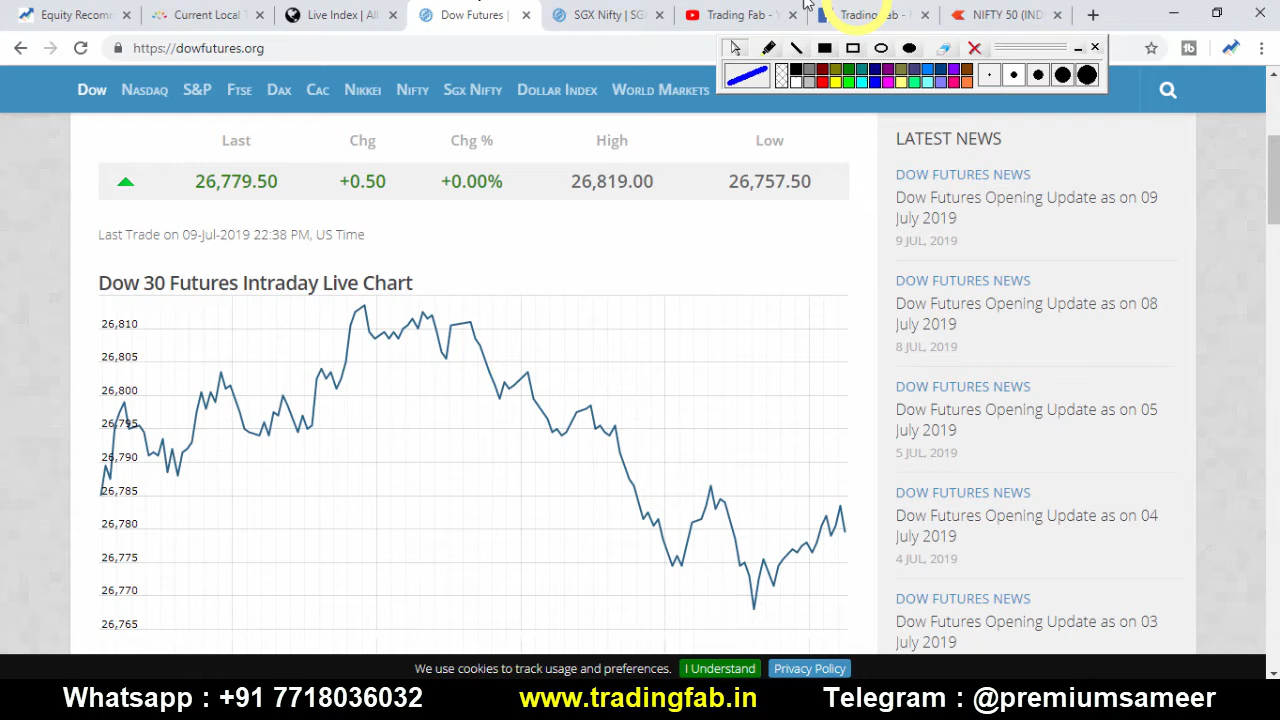 Equity Recomm
Current Local T
Live Index | All
Dow Futures |
SGX Nifty | SG
Trading Fab - Y
Trading Fab -
NIFTY 50 (IND
https://dowfutures.org
Dow Nasdaq S&P Ftse Dax Cac Nikkei Nifty Sgx Nifty Dollar Index World Markets
Last Chg Chg % High Low
26,779.50 +0.50 +0.00% 26,819.00 26,757.50
Last Trade on 09-Jul-2019 22:38 PM, US Time
Dow 30 Futures Intraday Live Chart
26,810
26,805
26,800
26,795
26,790
26,785
26,780
26,775
26,770
26,765
LATEST NEWS
DOW FUTURES NEWS
Dow Futures Opening Update as on 09
July 2019
9 JUL, 2019
DOW FUTURES NEWS
Dow Futures Opening Update as on 08
July 2019
8 JUL, 2019
DOW FUTURES NEWS
Dow Futures Opening Update as on 05
July 2019
5 JUL, 2019
DOW FUTURES NEWS
Dow Futures Opening Update as on 04
July 2019
4 JUL, 2019
DOW FUTURES NEWS
Dow Futures Opening Update as on 03
July 2019
We use cookies to track usage and preferences. I Understand Privacy Policy
Whatsapp : +91 7718036032 www.tradingfab.in Telegram : @premiumsameer